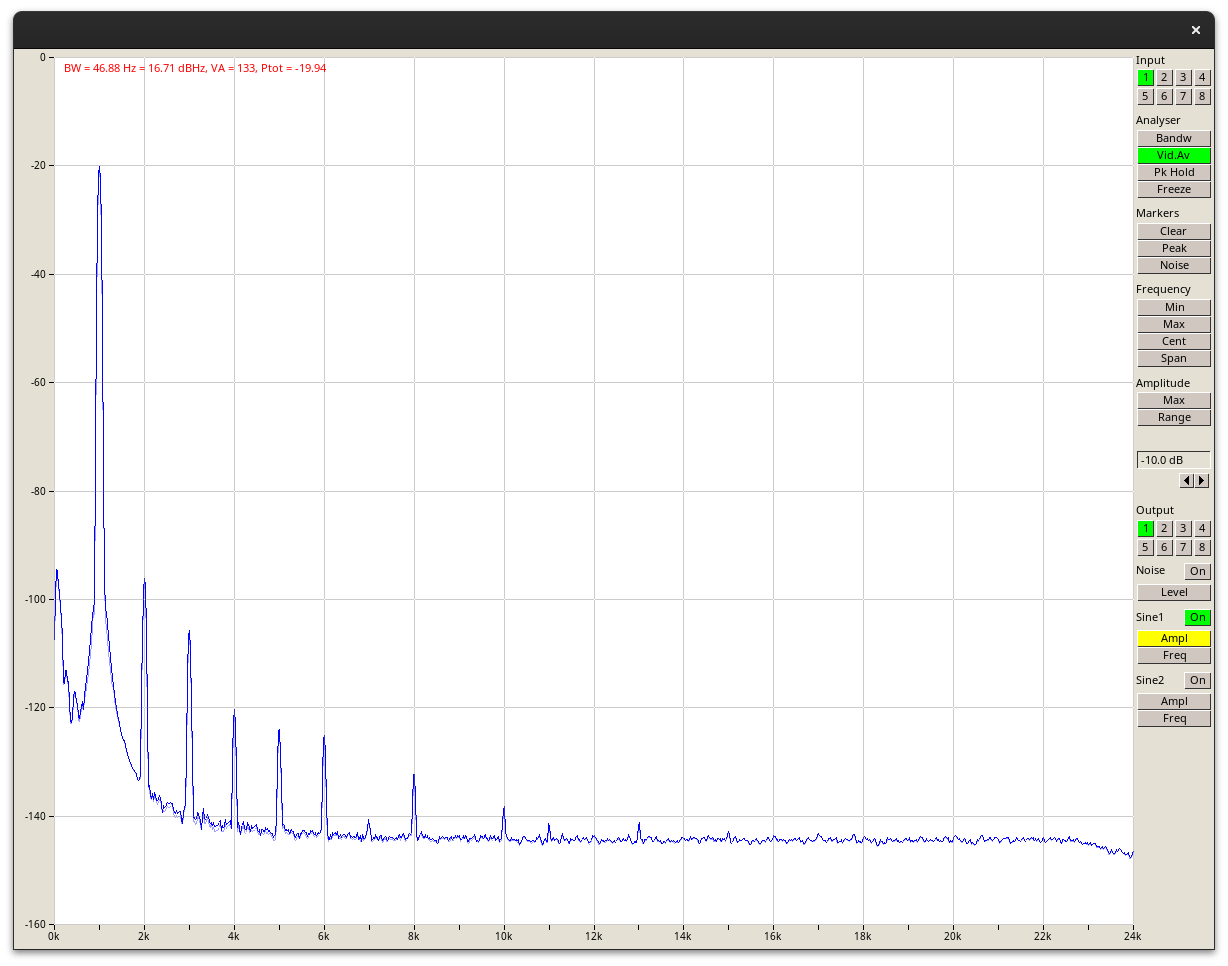 ×
BW = 46.88 Hz = 16.71 dBHz, VA = 133, Ptot = -19.94
0
-20
-40
-60
-80
-100
-120
-140
-160
0k 2k 4k 6k 8k 10k 12k 14k 16k 18k 20k 22k 24k
Input
1 2 3 4
5 6 7 8
Analyser
Bandw
Vid.Av
Pk Hold
Freeze
Markers
Clear
Peak
Noise
Frequency
Min
Max
Cent
Span
Amplitude
Max
Range
-10.0 dB
Output
1 2 3 4
5 6 7 8
Noise On
Level
Sine1 On
Ampl
Freq
Sine2 On
Ampl
Freq